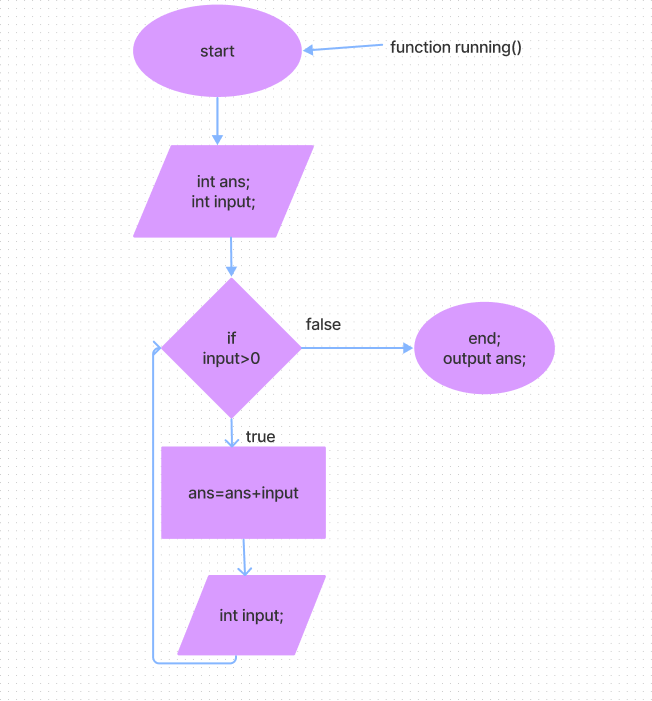 start
function running()
int ans;
int input;
if
input>0
false
end;
output ans;
true
ans=ans+input
int input;